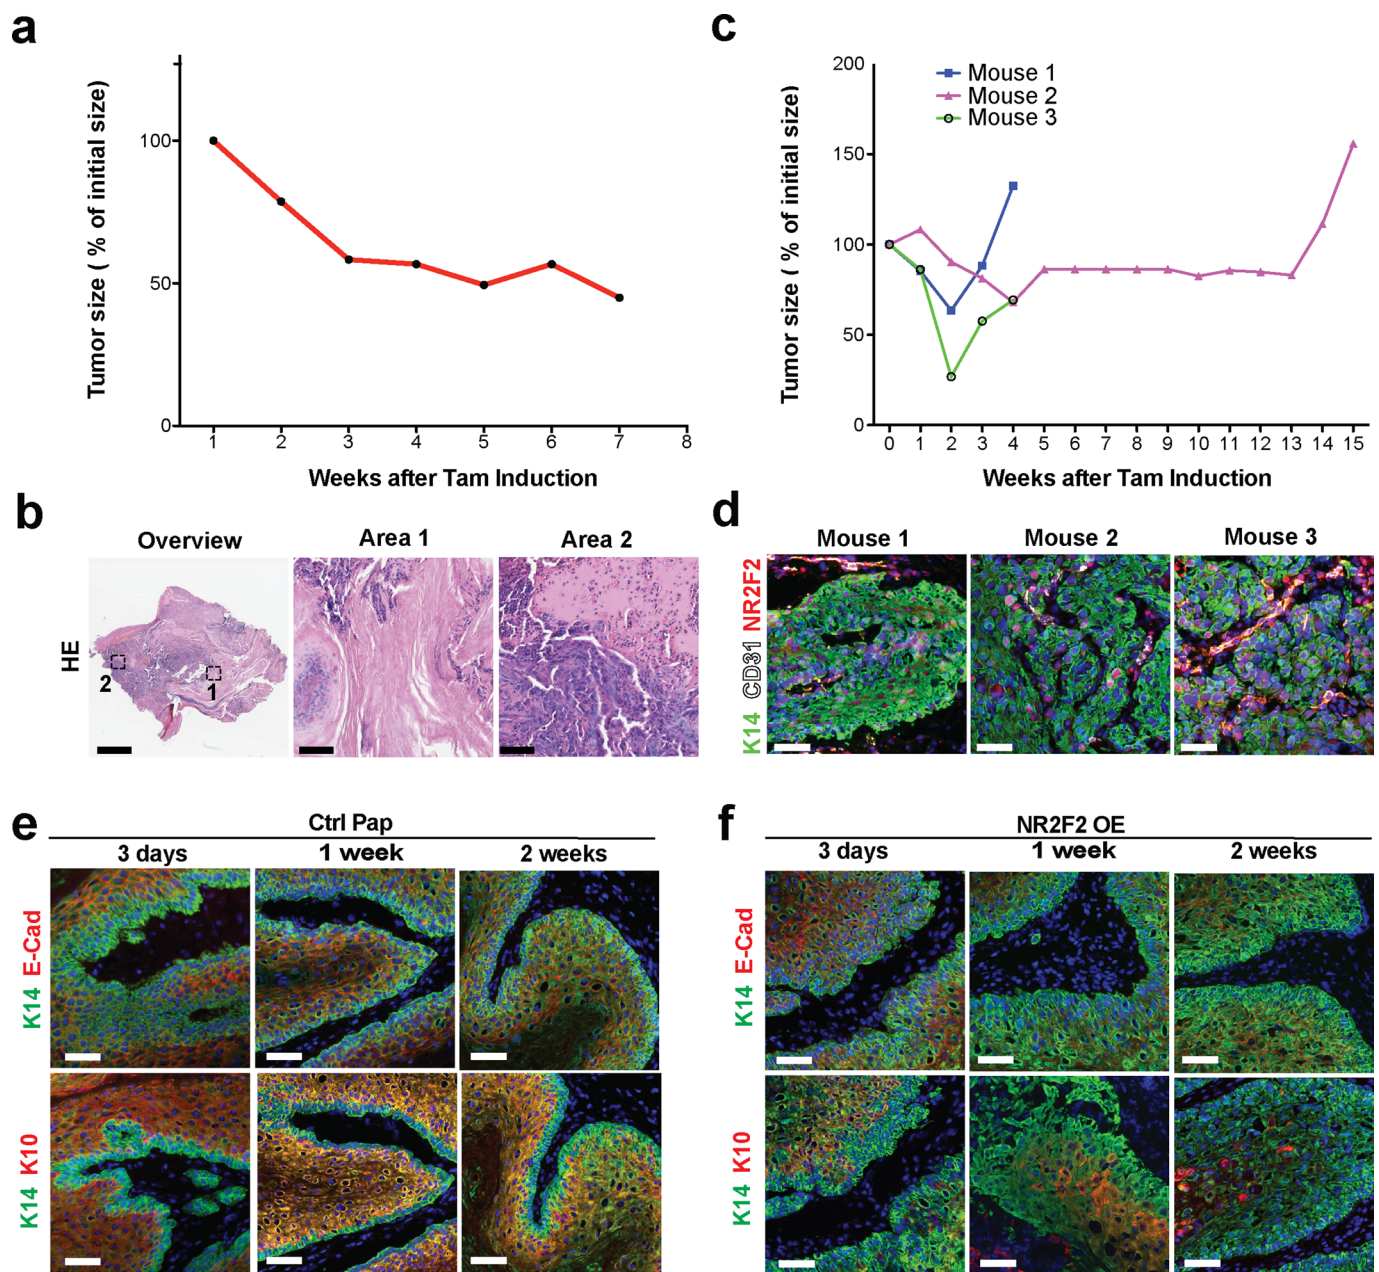 a
100
50
0
Tumor size ( % of initial size)
1 2 3 4 5 6 7 8
Weeks after Tam Induction
c
200
150
100
50
0
Tumor size ( % of initial size)
Mouse 1
Mouse 2
Mouse 3
0 1 2 3 4 5 6 7 8 9 10 11 12 13 14 15
Weeks after Tam Induction
b
Overview Area 1 Area 2
HE
2
1
d
Mouse 1 Mouse 2 Mouse 3
K14 CD31 NR2F2
e
Ctrl Pap
3 days 1 week 2 weeks
K14 E-Cad
K14 K10
f
NR2F2 OE
3 days 1 week 2 weeks
K14 E-Cad
K14 K10